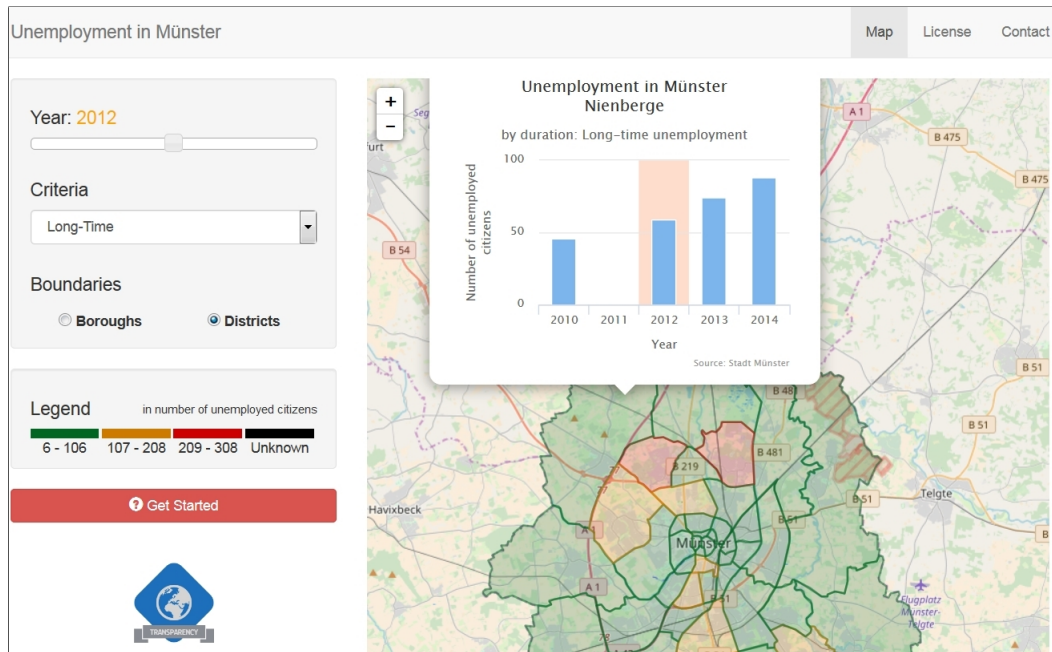 Unemployment in Münster
Map
License
Contact
Year: 2012
Criteria
Long-Time
Boundaries
Boroughs
Districts
Legend
in number of unemployed citizens
6 - 106
107 - 208
209 - 308
Unknown
Get Started
TRANSPARENCY
+
−
Unemployment in Münster
Nienberge
by duration: Long-time unemployment
Number of unemployed
citizens
100
50
0
2010
2011
2012
2013
2014
Year
Source: Stadt Münster
A 1
B 475
B 475
B 54
B 51
B 51
B 481
B 219
B 51
Telgte
Havixbeck
A 1
B 51
Münster
A 1
B 51
Flugplatz
Münster-
Telgte